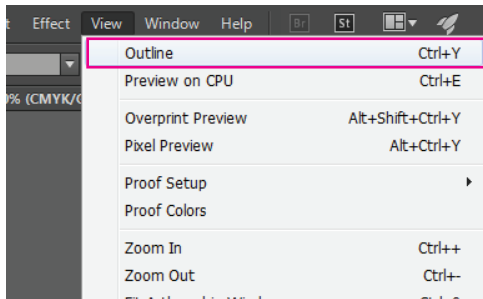 t Effect View Window Help Br St
Outline Ctrl+Y
% (CMYK/G
Preview on CPU Ctrl+E
Overprint Preview Alt+Shift+Ctrl+Y
Pixel Preview Alt+Ctrl+Y
Proof Setup
Proof Colors
Zoom In Ctrl++
Zoom Out Ctrl+-